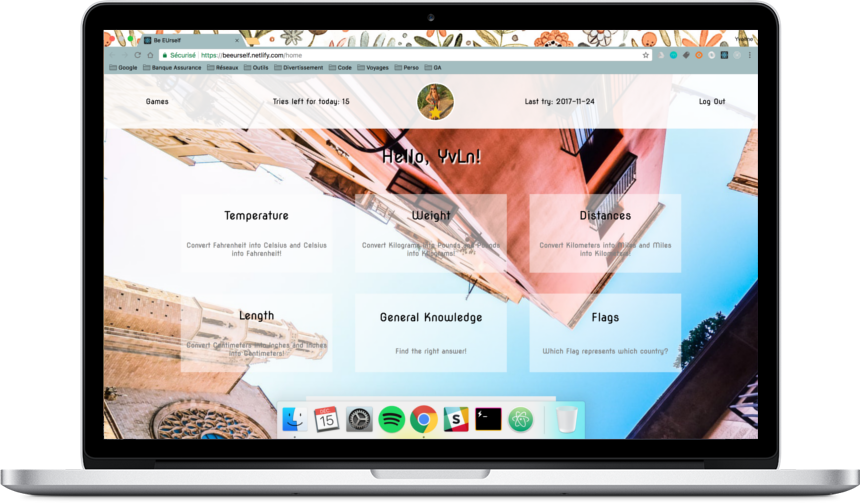 Be EUrself
Sécurisé https://beeurself.netlify.com/home
Google Banque Assurance Réseaux Outils Divertissement Code Voyages Perso GA
Games Tries left for today: 15 Last try: 2017-11-24 Log Out
Hello, YvLn!
Temperature Weight Distances
Convert Fahrenheit into Celsius and Celsius
into Fahrenheit!
Convert Kilograms into Pounds and Pounds
into Kilograms!
Convert Kilometers into Miles and Miles
into Kilometers!
Length General Knowledge Flags
Convert Centimeters into Inches and Inches
into Centimeters!
Find the right answer!
Which Flag represents which country?
15
S